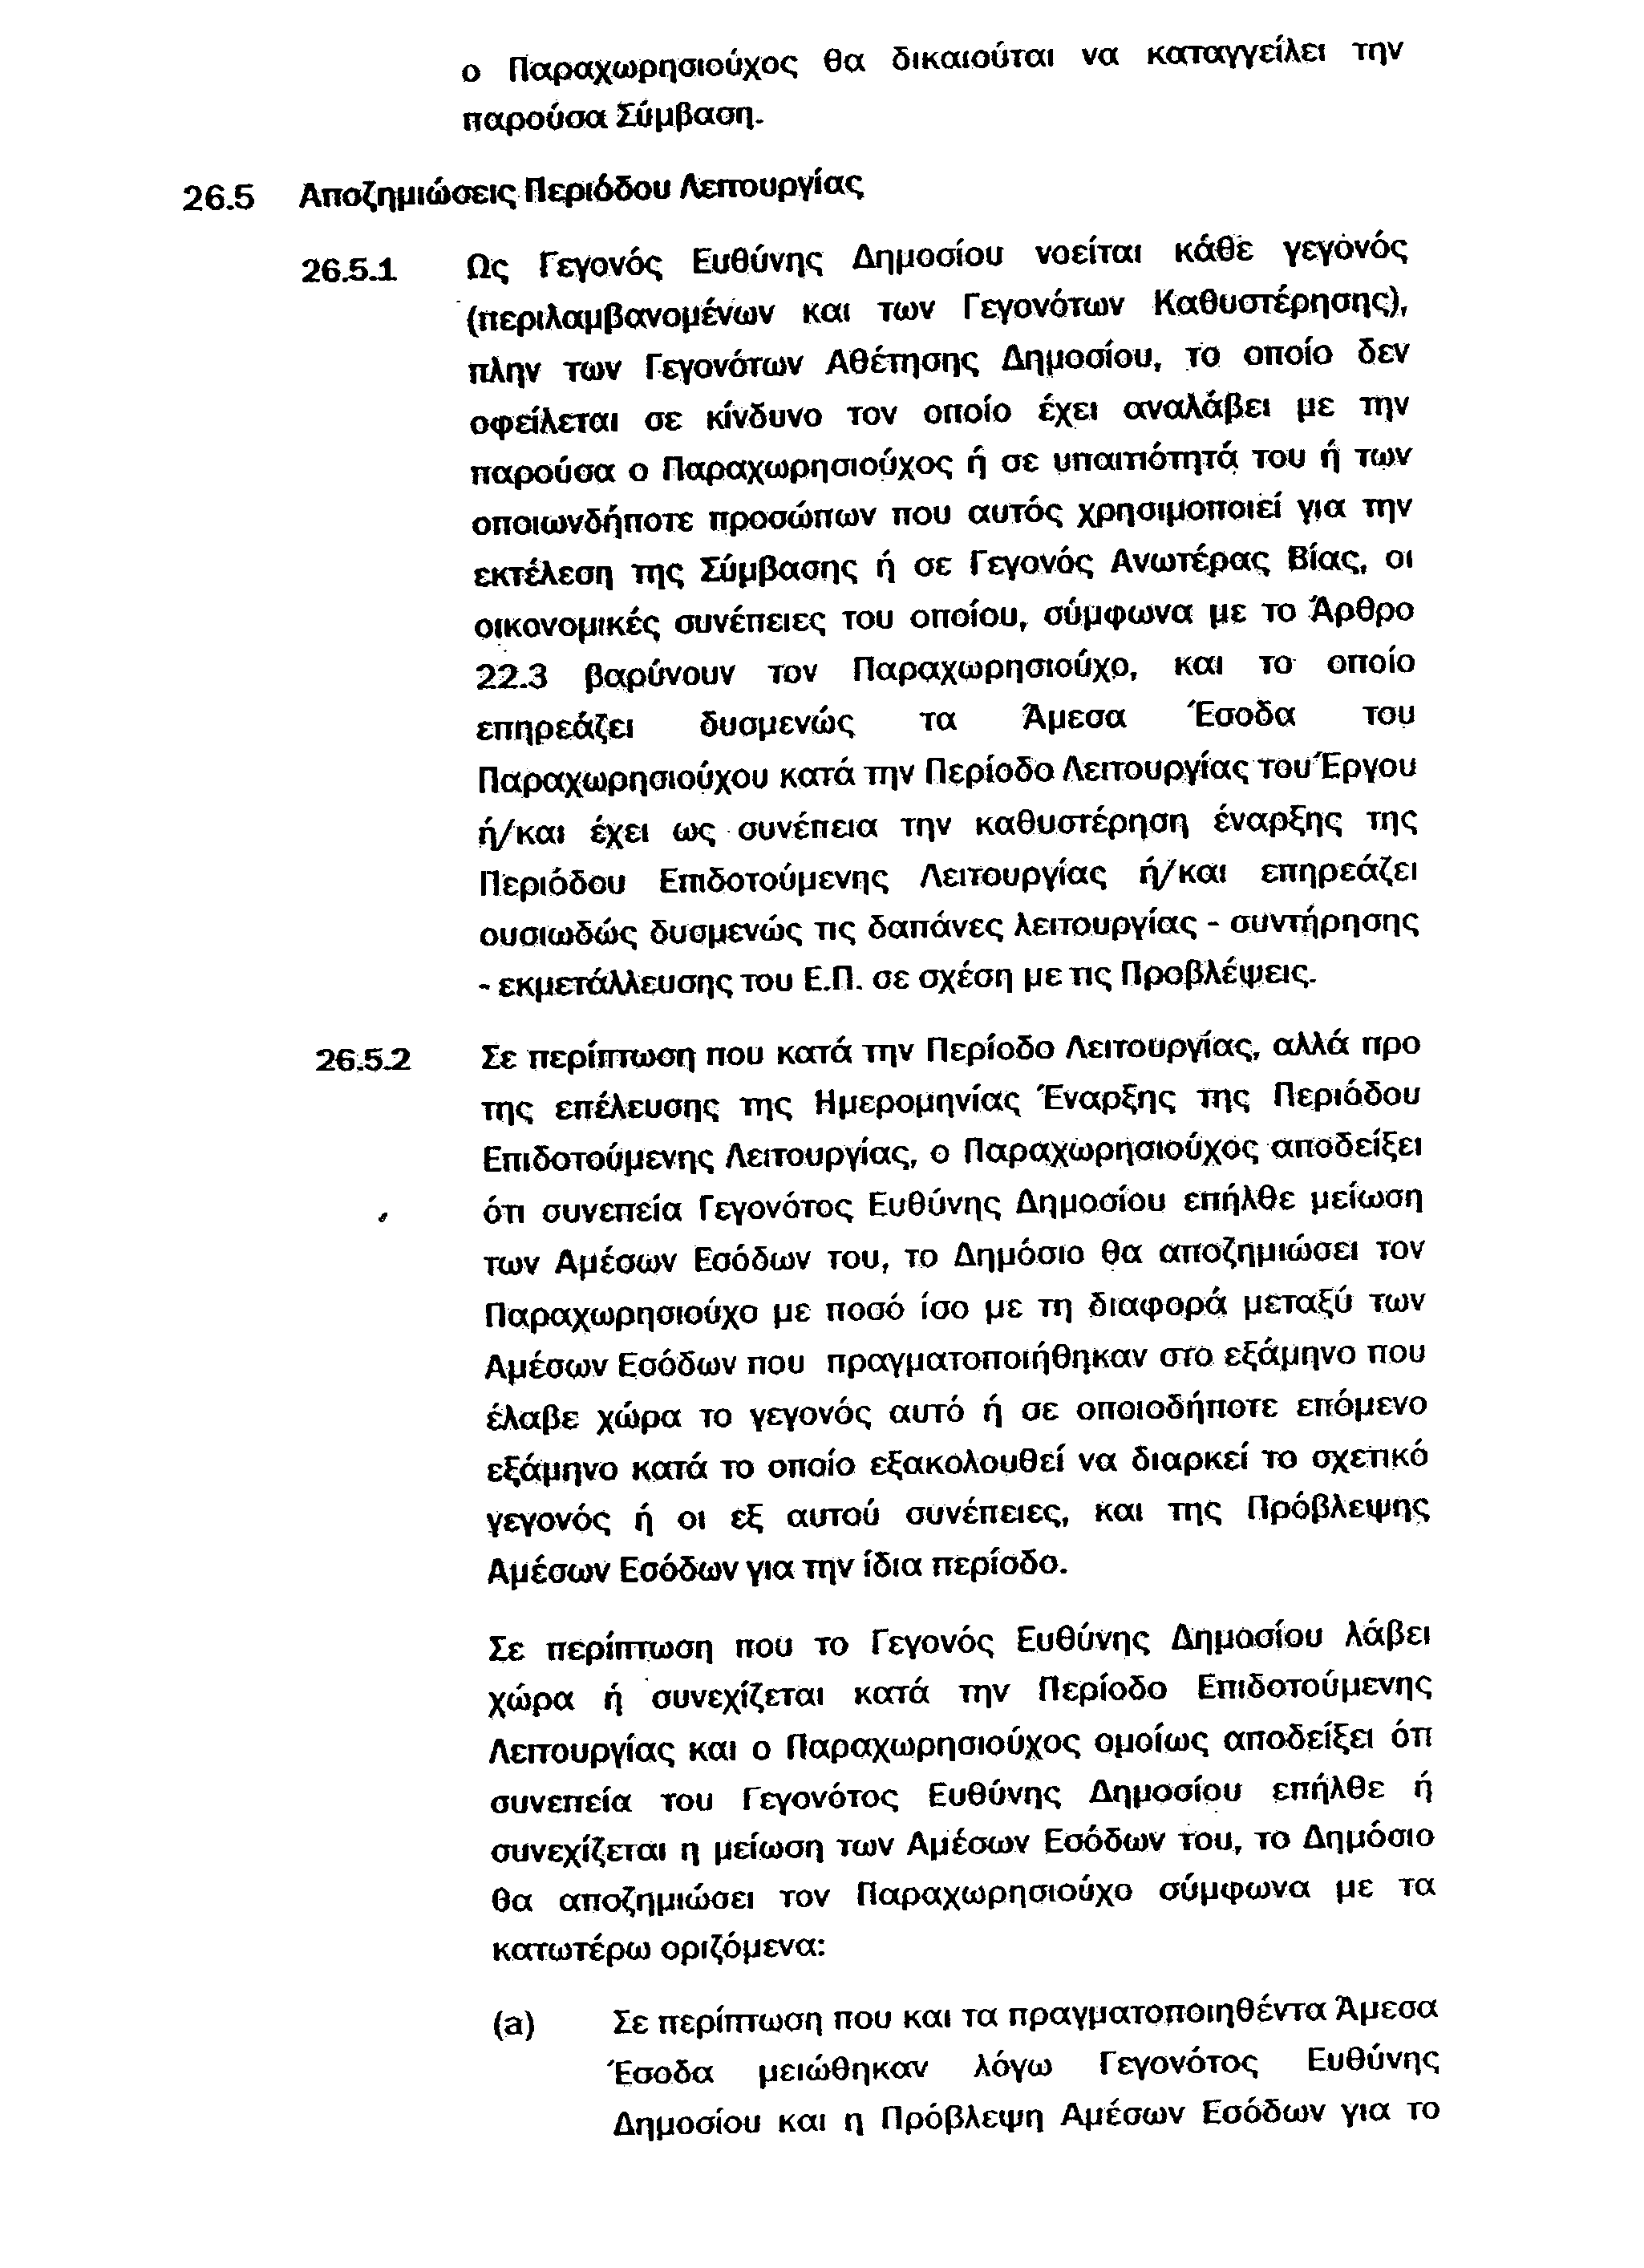 ο Παραχωρησιούχος θα δικαιούται να καταγγείλει την
παρούσα Σύμβαση.
26.5 Αποζημιώσεις Περιόδου Λειτουργίας
26.5.1 Ως Γεγονός Ευθύνης Δημοσίου νοείται κάθε γεγονός
(περιλαμβανομένων και των Γεγονότων Καθυστέρησης),
πλην των Γεγονότων Αθέτησης Δημοσίου, το οποίο δεν
οφείλεται σε κίνδυνο τον οποίο έχει αναλάβει με την
παρούσα ο Παραχωρησιούχος ή σε υπαιτιότητά του ή των
οποιωνδήποτε προσώπων που αυτός χρησιμοποιεί για την
εκτέλεση της Σύμβασης ή σε Γεγονός Ανωτέρας Βίας, οι
οικονομικές συνέπειες του οποίου, σύμφωνα με το Άρθρο
22.3 βαρύνουν τον Παραχωρησιούχο, και το οποίο
επηρεάζει δυσμενώς τα Άμεσα Έσοδα του
Παραχωρησιούχου κατά την Περίοδο Λειτουργίας του Έργου
ή/και έχει ως συνέπεια την καθυστέρηση έναρξης της
Περιόδου Επιδοτούμενης Λειτουργίας ή/και επηρεάζει
ουσιωδώς δυσμενώς τις δαπάνες λειτουργίας - συντήρησης
- εκμετάλλευσης του Ε.Π. σε σχέση με τις Προβλέψεις.
26.5.2 Σε περίπτωση που κατά την Περίοδο Λειτουργίας, αλλά προ
της επέλευσης της Ημερομηνίας Έναρξης της Περιόδου
Επιδοτούμενης Λειτουργίας, ο Παραχωρησιούχος αποδείξει
ότι συνεπεία Γεγονότος Ευθύνης Δημοσίου επήλθε μείωση
των Αμέσων Εσόδων του, το Δημόσιο θα αποζημιώσει τον
Παραχωρησιούχο με ποσό ίσο με τη διαφορά μεταξύ των
Αμέσων Εσόδων που πραγματοποιήθηκαν στο εξάμηνο που
έλαβε χώρα το γεγονός αυτό ή σε οποιοδήποτε επόμενο
εξάμηνο κατά το οποίο εξακολουθεί να διαρκεί το σχετικό
γεγονός ή οι εξ αυτού συνέπειες, και της Πρόβλεψης
Αμέσων Εσόδων για την ίδια περίοδο.
Σε περίπτωση που το Γεγονός Ευθύνης Δημοσίου λάβει
χώρα ή συνεχίζεται κατά την Περίοδο Επιδοτούμενης
Λειτουργίας και ο Παραχωρησιούχος ομοίως αποδείξει ότι
συνεπεία του Γεγονότος Ευθύνης Δημοσίου επήλθε ή
συνεχίζεται η μείωση των Αμέσων Εσόδων του, το Δημόσιο
θα αποζημιώσει τον Παραχωρησιούχο σύμφωνα με τα
κατωτέρω οριζόμενα:
(a) Σε περίπτωση που και τα πραγματοποιηθέντα Άμεσα
Έσοδα μειώθηκαν λόγω Γεγονότος Ευθύνης
Δημοσίου και η Πρόβλεψη Αμέσων Εσόδων για το